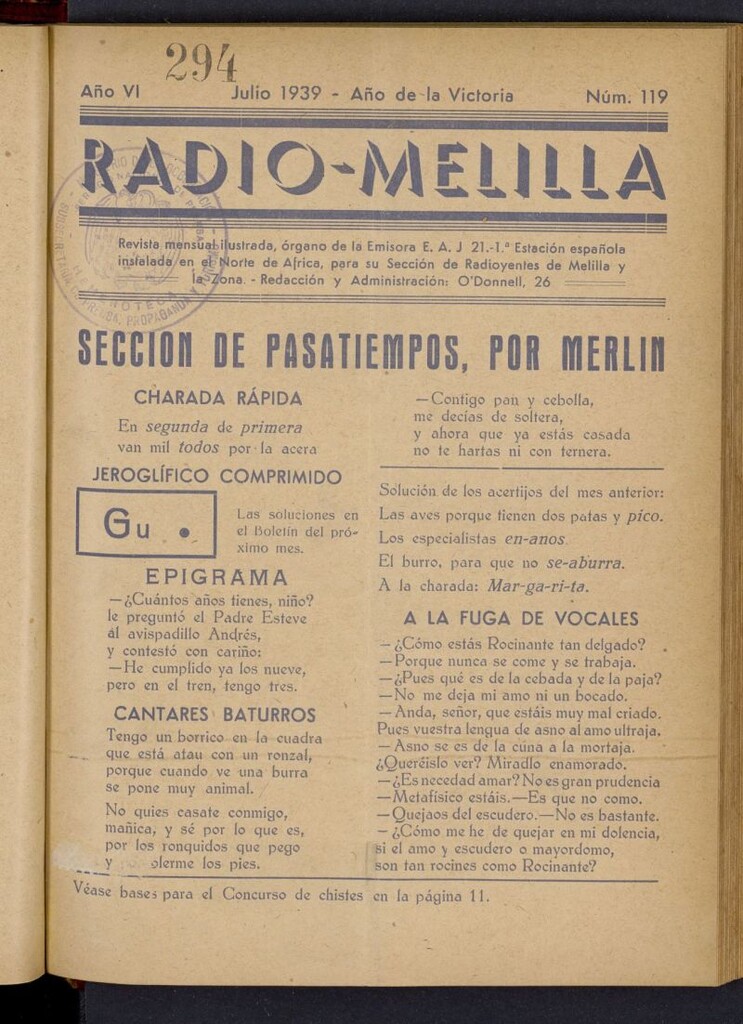 294
Año VI Julio 1939 - Año de la Victoria Núm. 119
RADIO-MELILLA
Revista mensual ilustrada, órgano de la Emisora E. A. J 21.-1.ª Estación española
instalada en el Norte de Africa, para su Sección de Radioyentes de Melilla y
la Zona. - Redacción y Administración: O'Donnell, 26
SECCION DE PASATIEMPOS, POR MERLIN
CHARADA RÁPIDA
En segunda de primera
van mil todos por la acera
JEROGLÍFICO COMPRIMIDO
Gu .
Las soluciones en
el Boletín del pró-
ximo mes.
EPIGRAMA
—¿Cuántos años tienes, niño?
le preguntó el Padre Esteve
al avispadillo Andrés,
y contestó con cariño:
—He cumplido ya los nueve,
pero en el tren, tengo tres.
CANTARES BATURROS
Tengo un borrico en la cuadra
que está atau con un ronzal,
porque cuando ve una burra
se pone muy animal.
No quies casate conmigo,
mañica, y sé por lo que es,
por los ronquidos que pego
y olerme los pies.
—Contigo pan y cebolla,
me decías de soltera,
y ahora que ya estás casada
no te hartas ni con ternera.
Solución de los acertijos del mes anterior:
Las aves porque tienen dos patas y pico.
Los especialistas en-anos.
El burro, para que no se-aburra.
A la charada: Mar-ga-ri-ta.
A LA FUGA DE VOCALES
—¿Cómo estás Rocinante tan delgado?
—Porque nunca se come y se trabaja.
—¿Pues qué es de la cebada y de la paja?
—No me deja mi amo ni un bocado.
—Anda, señor, que estáis muy mal criado.
Pues vuestra lengua de asno al amo ultraja.
—Asno se es de la cuna a la mortaja.
¿Queréislo ver? Miradlo enamorado.
—¿Es necedad amar? No es gran prudencia
—Metafísico estáis.—Es que no como.
—Quejaos del escudero.—No es bastante.
—¿Cómo me he de quejar en mi dolencia,
si el amo y escudero o mayordomo,
son tan rocines como Rocinante?
Véase bases para el Concurso de chistes en la página 11.